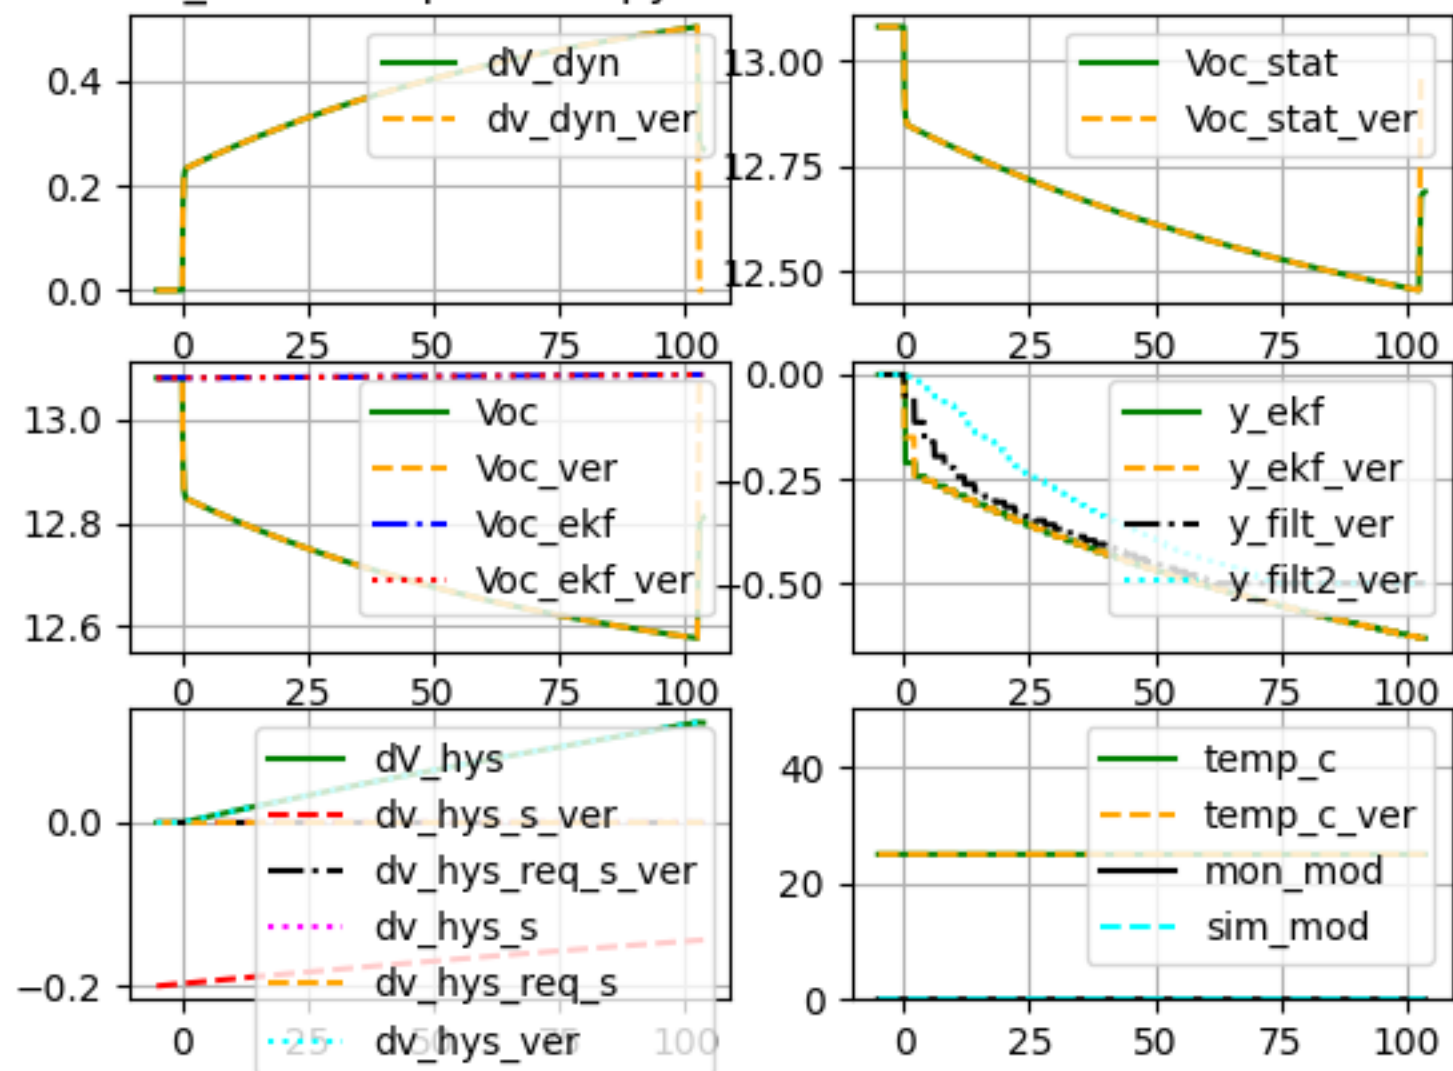 0.4
0.2
0.0
0 25 50 75 100
dV_dyn
dv_dyn_ver
13.00
12.75
12.50
0 25 50 75 100
Voc_stat
Voc_stat_ver
13.0
12.8
12.6
0 25 50 75 100
Voc
Voc_ver
Voc_ekf
Voc_ekf_ver
0.00
−0.25
−0.50
0 25 50 75 100
y_ekf
y_ekf_ver
y_filt_ver
y_filt2_ver
0.0
−0.2
0 25 50 75 100
dV_hys
dv_hys_s_ver
dv_hys_req_s_ver
dv_hys_s
dv_hys_req_s
dv_hys_ver
40
20
0
0 25 50 75 100
temp_c
temp_c_ver
mon_mod
sim_mod